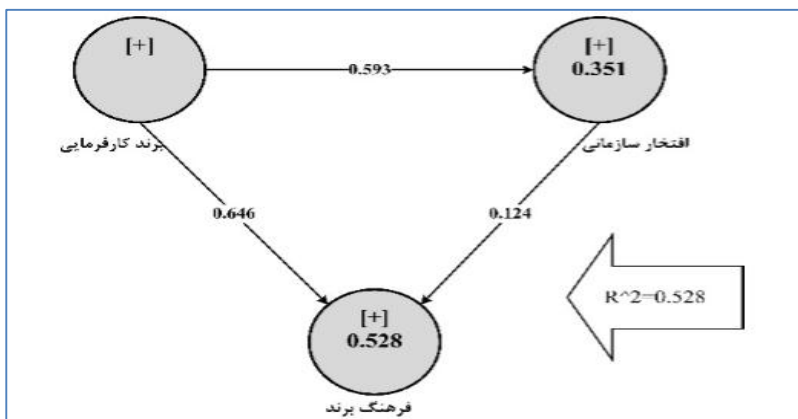 [+]
[+]
0.351
0.593
برند کارفرمایی
افتخار سازمانی
0.646
0.124
R^2=0.528
[+]
0.528
فرهنگ برند